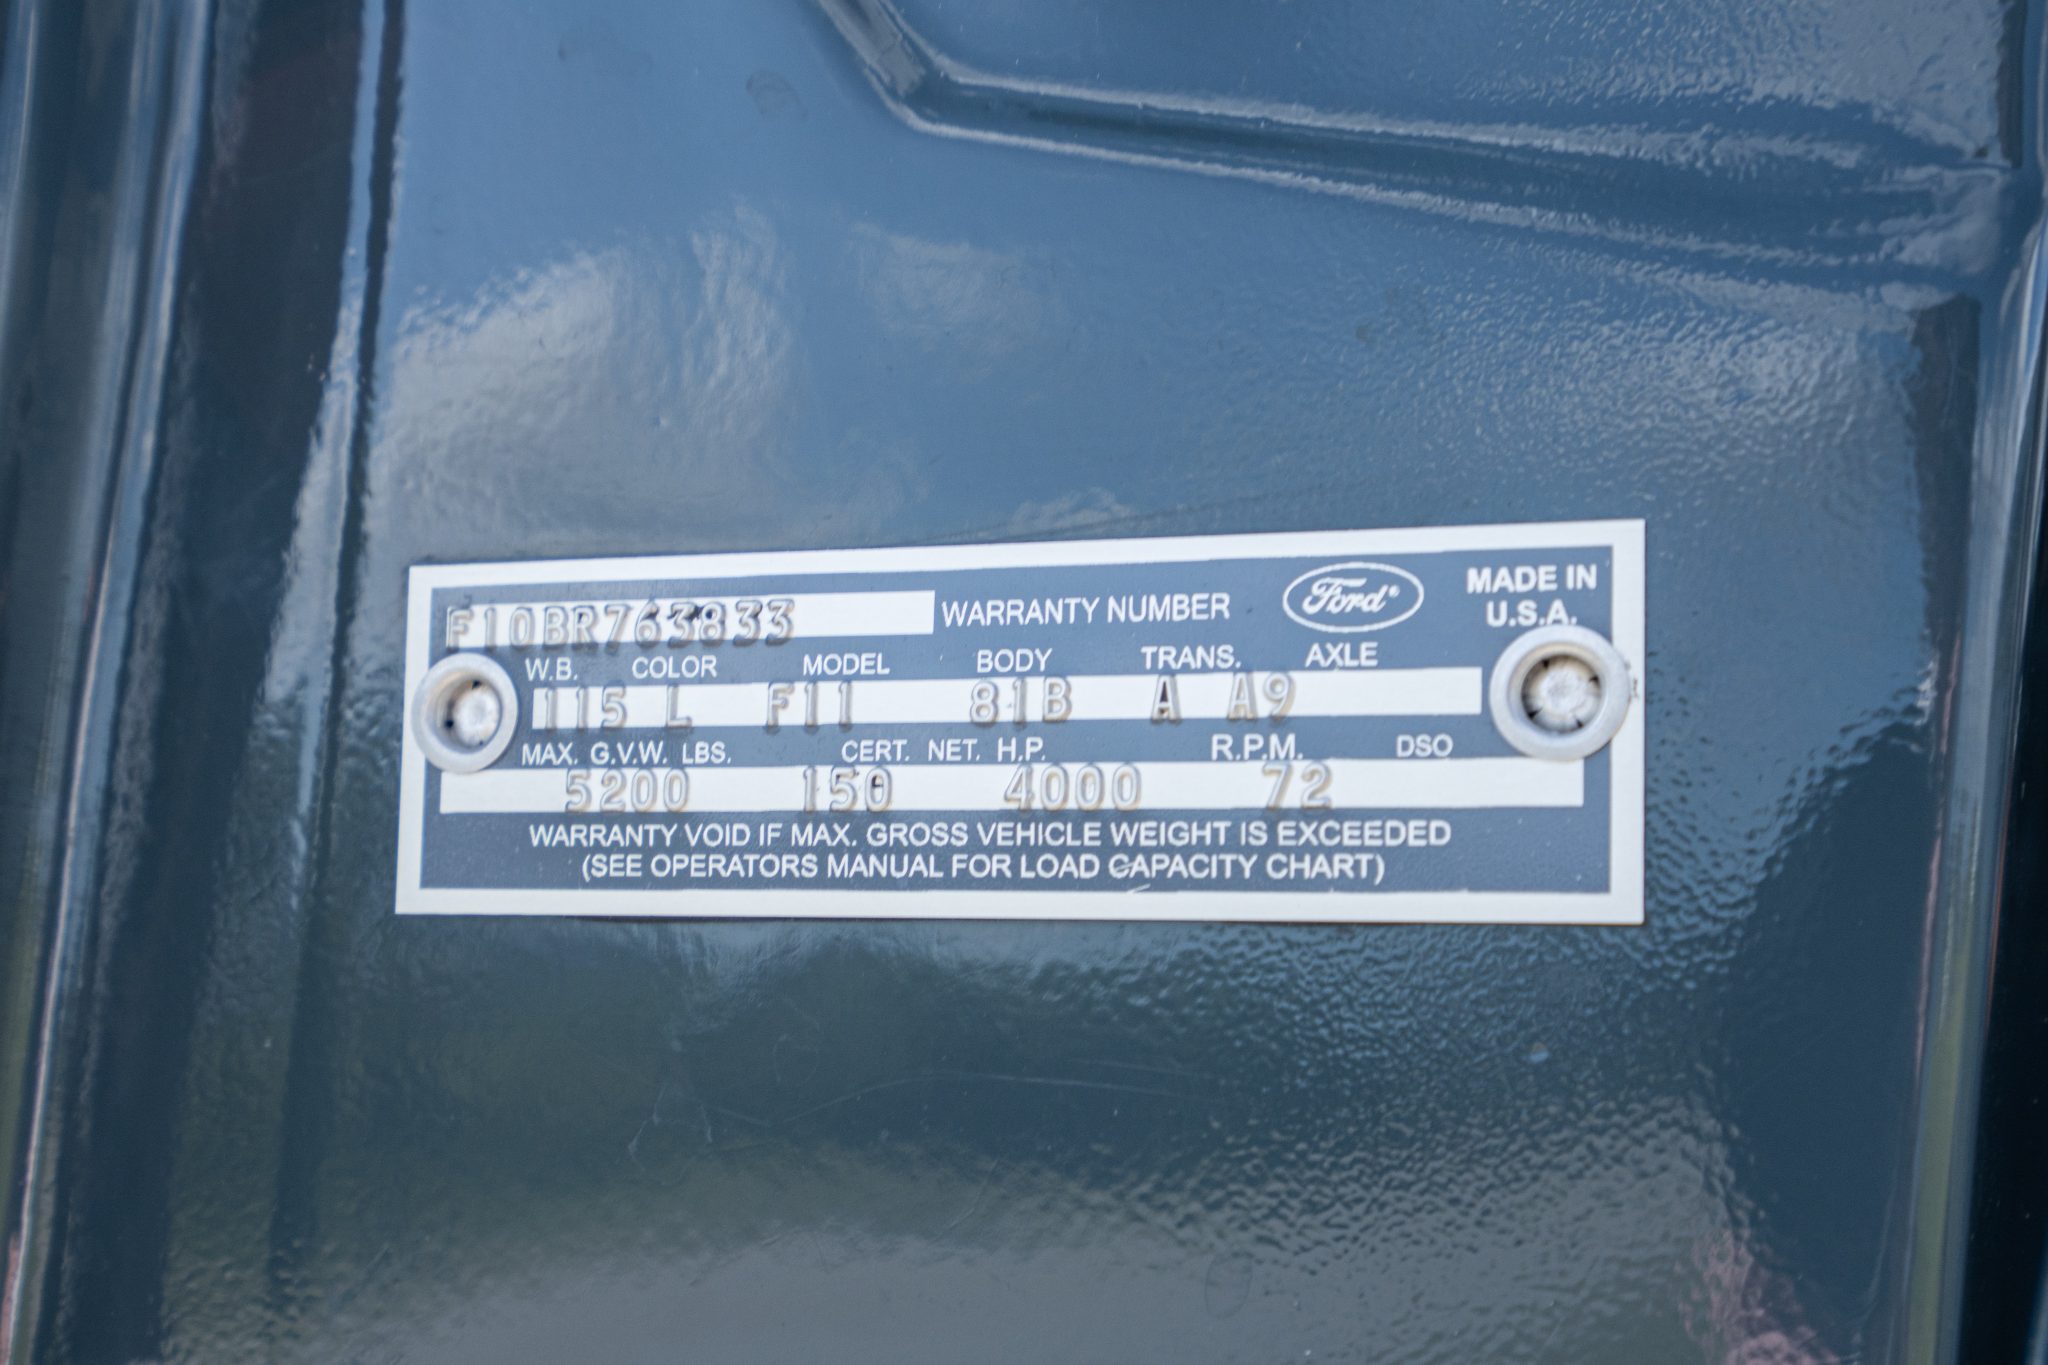 F10BR763833 WARRANTY NUMBER Ford® MADE IN
U.S.A.
W.B. COLOR MODEL BODY TRANS. AXLE
115 L F11 81B A A9
MAX. G.V.W. LBS. CERT. NET. H.P. R.P.M. DSO
5200 150 4000 72
WARRANTY VOID IF MAX. GROSS VEHICLE WEIGHT IS EXCEEDED
(SEE OPERATORS MANUAL FOR LOAD CAPACITY CHART)